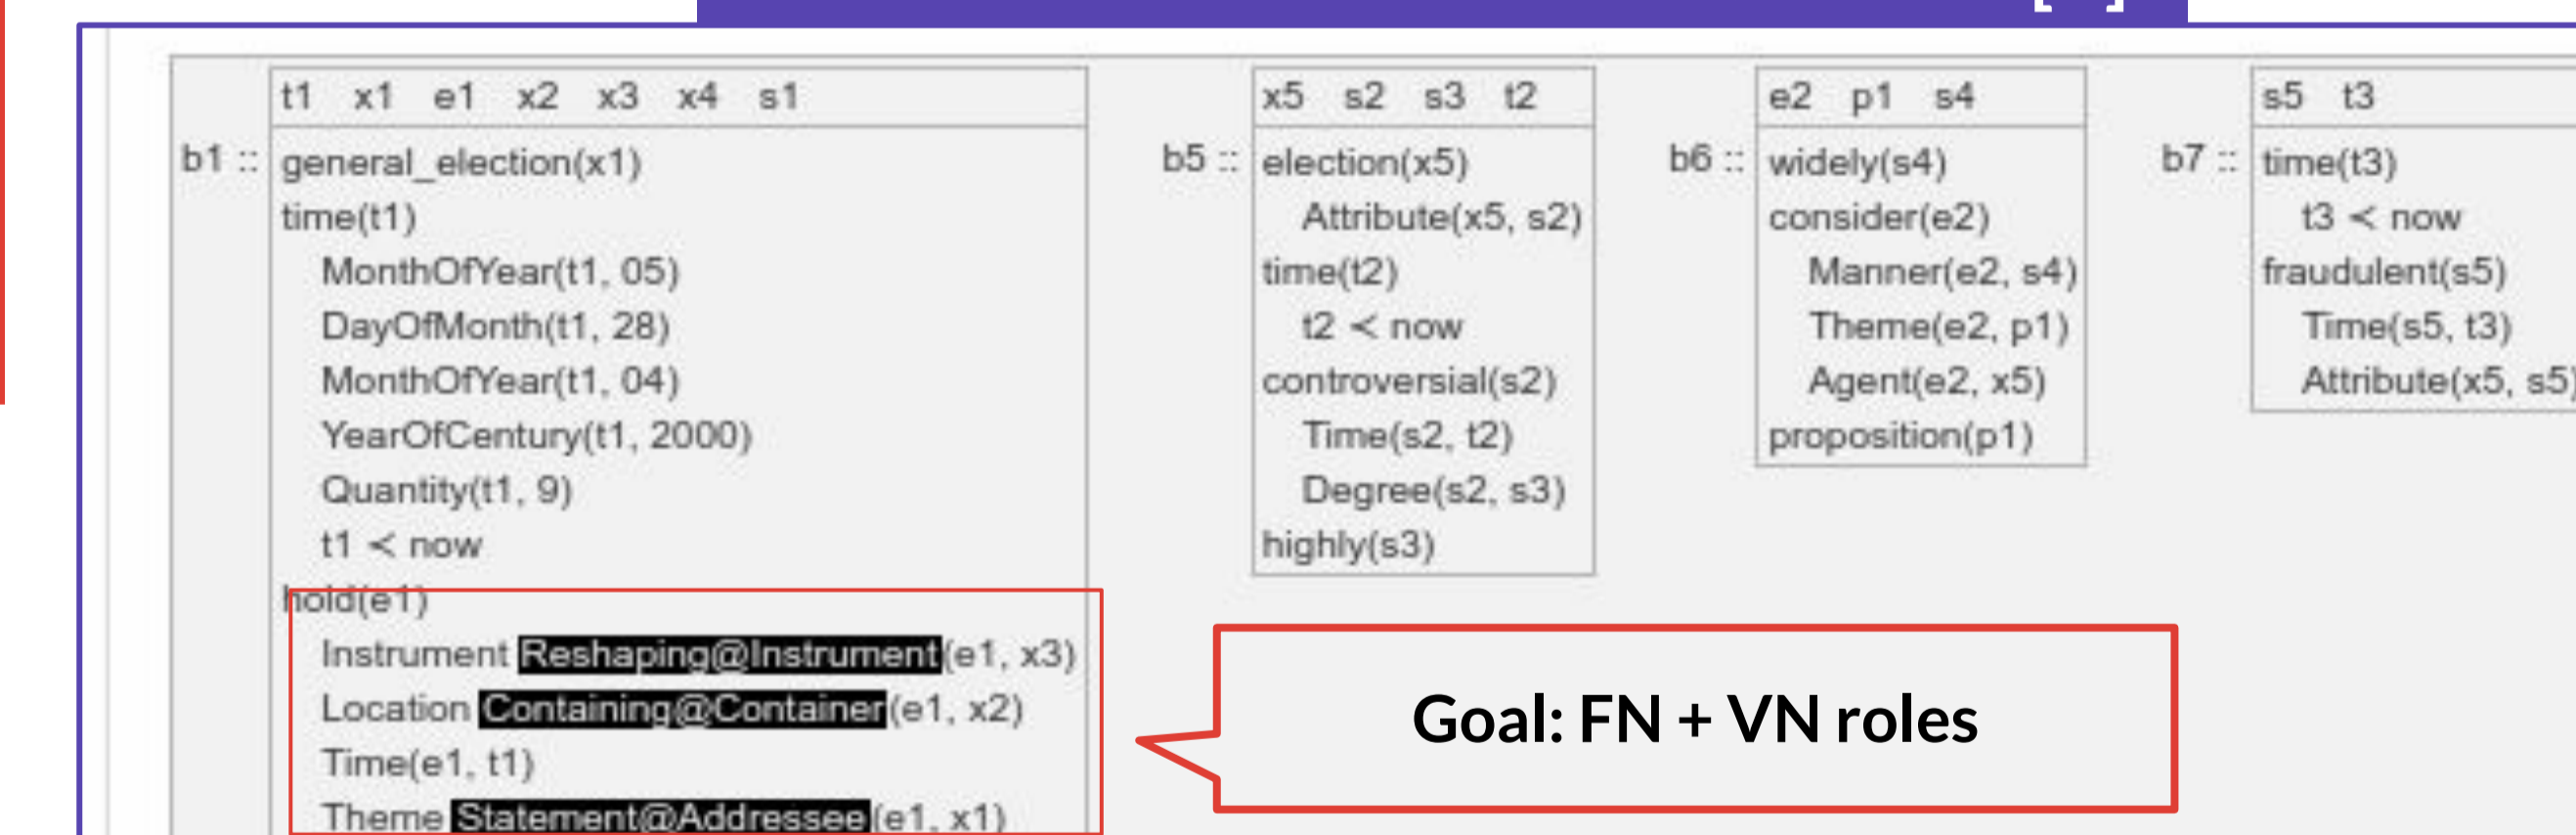 t1 x1 e1 x2 x3 x4 s1
b1 :: general_election(x1)
time(t1)
MonthOfYear(t1, 05)
DayOfMonth(t1, 28)
MonthOfYear(t1, 04)
YearOfCentury(t1, 2000)
Quantity(t1, 9)
t1 < now
hold(e1)
Instrument Reshaping@Instrument(e1, x3)
Location Containing@Container(e1, x2)
Time(e1, t1)
Theme Statement@Addressee(e1, x1)
x5 s2 s3 t2
b5 :: election(x5)
Attribute(x5, s2)
time(t2)
t2 < now
controversial(s2)
Time(s2, t2)
Degree(s2, s3)
highly(s3)
e2 p1 s4
b6 :: widely(s4)
consider(e2)
Manner(e2, s4)
Theme(e2, p1)
Agent(e2, x5)
proposition(p1)
s5 t3
b7 :: time(t3)
t3 < now
fraudulent(s5)
Time(s5, t3)
Attribute(x5, s5)
Goal: FN + VN roles